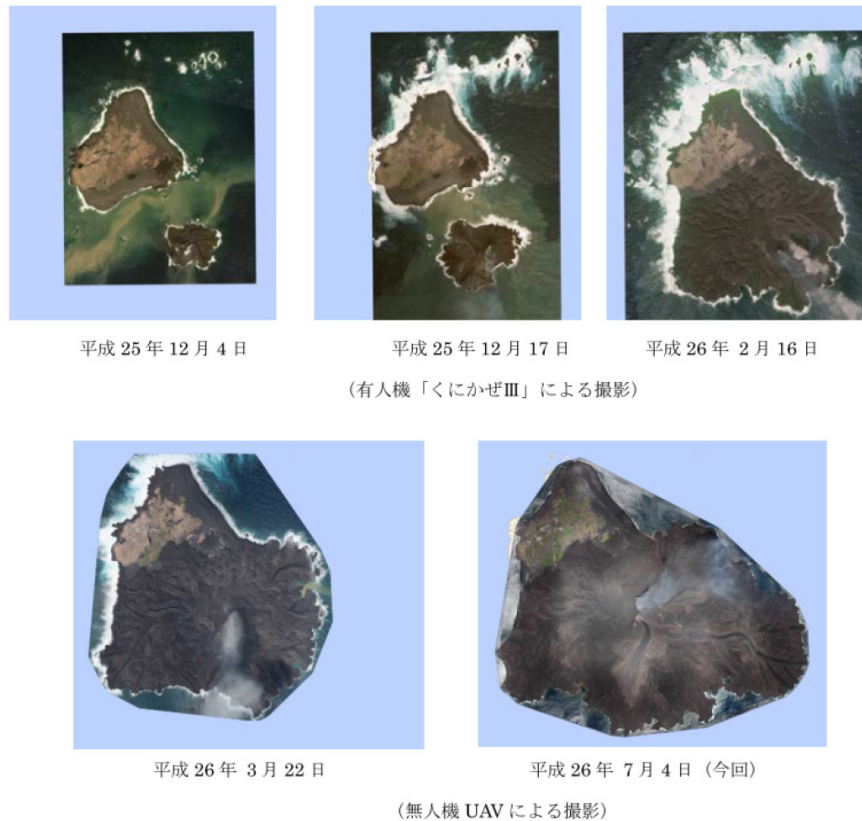 平成 25 年 12 月 4 日
平成 25 年 12 月 17 日
平成 26 年 2 月 16 日
（有人機「くにかぜⅢ」による撮影）
平成 26 年 3 月 22 日
平成 26 年 7 月 4 日（今回）
（無人機 UAV による撮影）